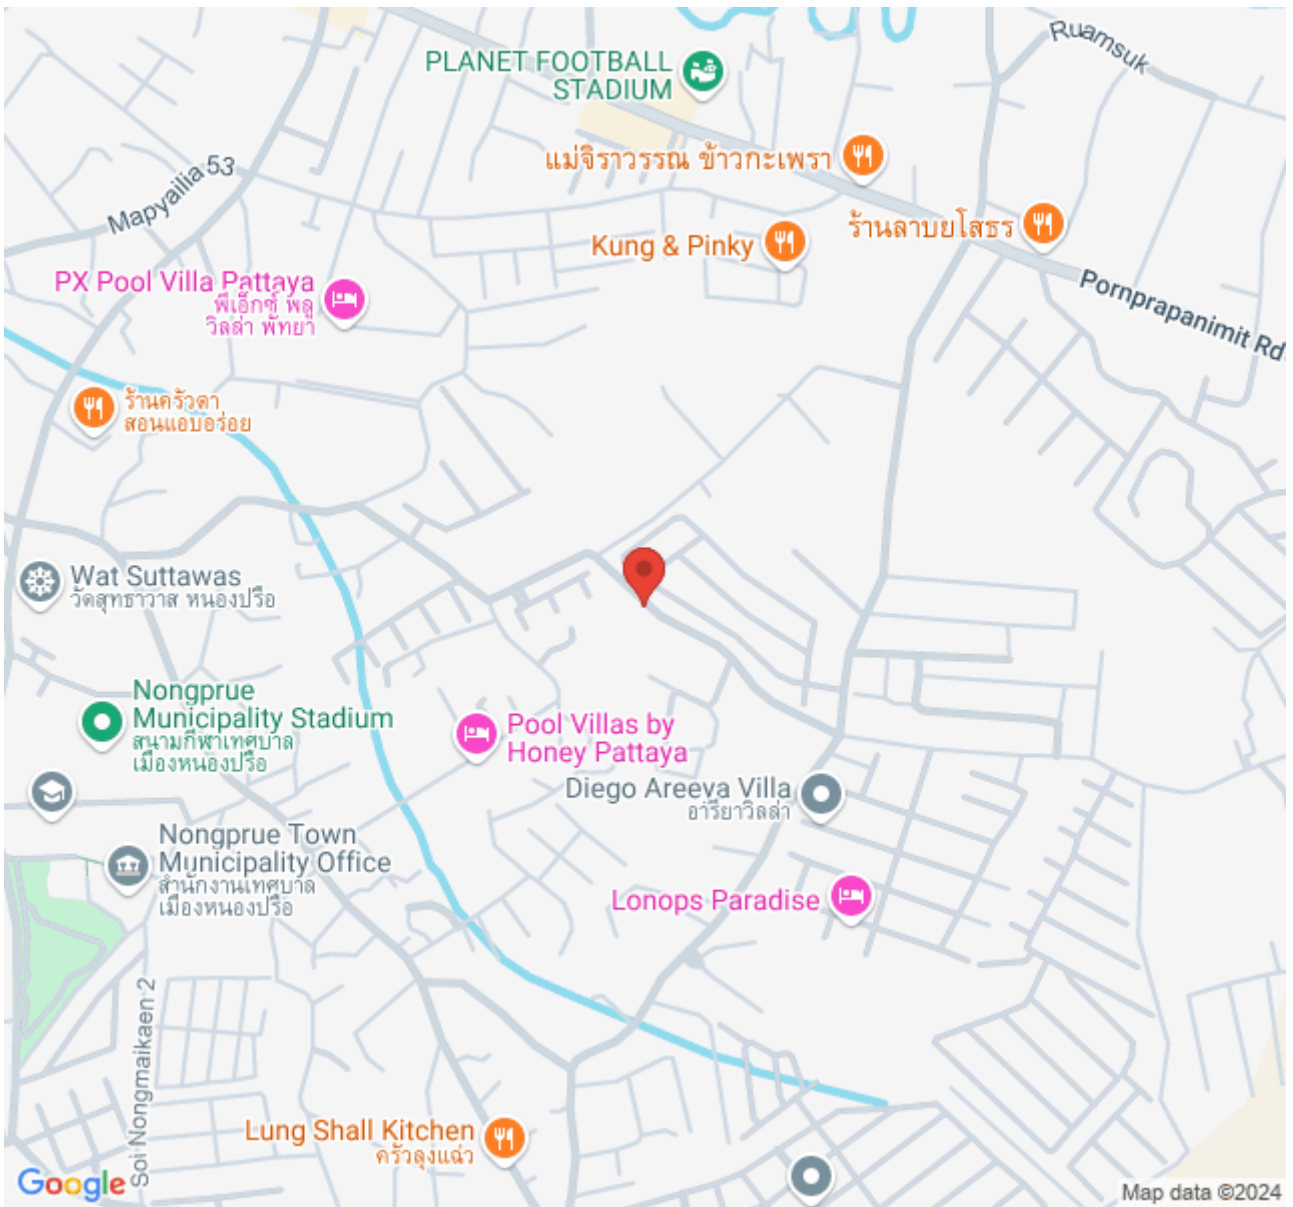 Ruamsuk
PLANET FOOTBALL
STADIUM
แม่จิราวรรณ ข้าวกะเพรา
Mapyailia 53
ร้านลาบยโสธร
Kung & Pinky
PX Pool Villa Pattaya
พีเอ็กซ์ พลู
วิลล่า พัทยา
Pornprapanimit Rd
ร้านครัวตา
สอนแอบอร่อย
Wat Suttawas
วัดสุทธาวาส หนองปรือ
Nongprue
Municipality Stadium
สนามกีฬาเทศบาล
เมืองหนองปรือ
Pool Villas by
Honey Pattaya
Diego Areeva Villa
อารียาวิลล่า
Nongprue Town
Municipality Office
สำนักงานเทศบาล
เมืองหนองปรือ
Lonops Paradise
Soi Nongmaikaen 2
Lung Shall Kitchen
ครัวลุงแฉ่ว
Google
Map data ©2024